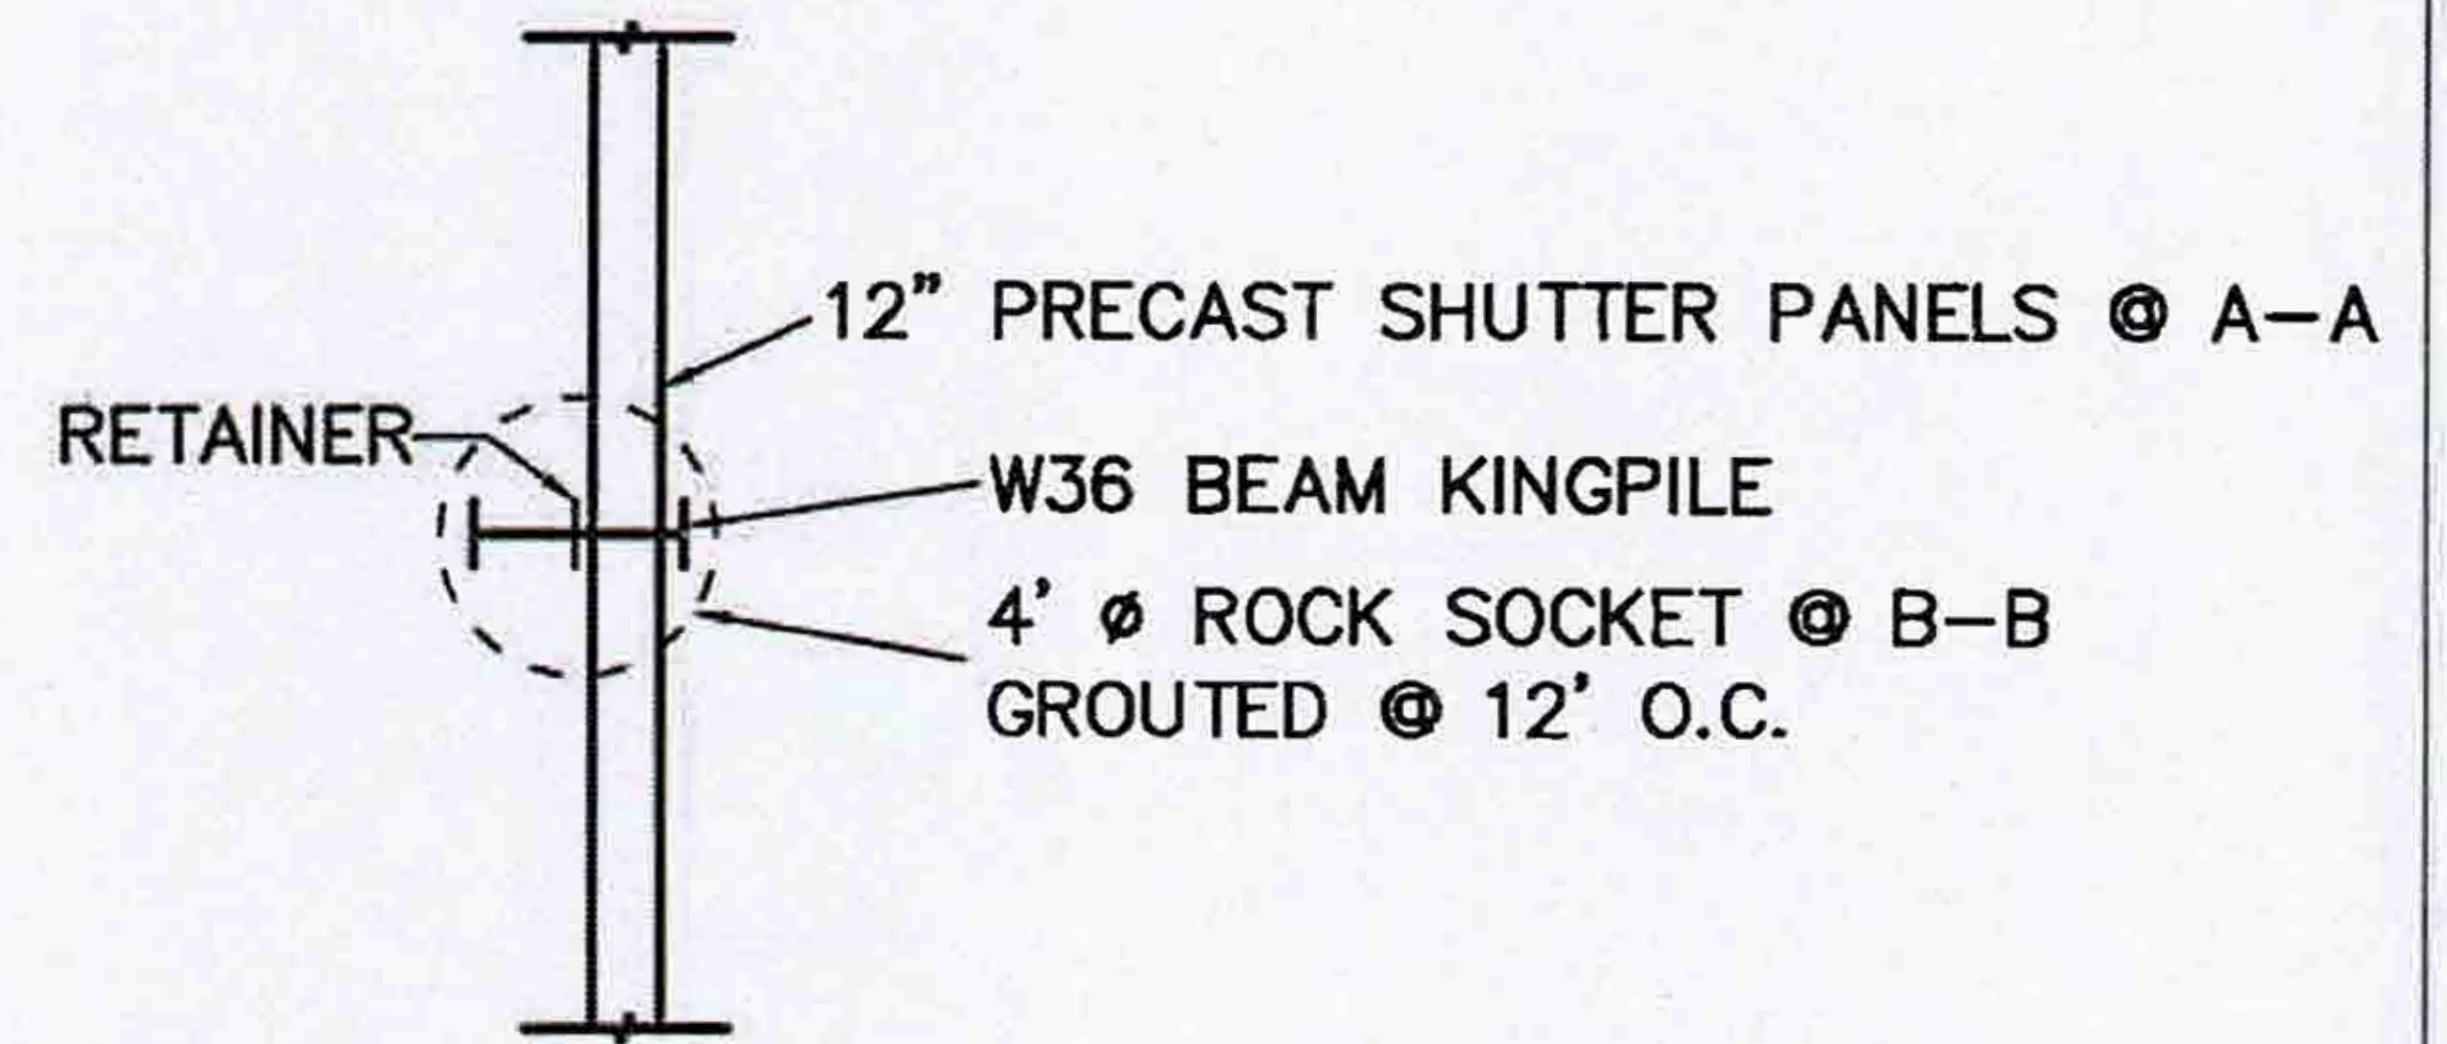 12” PRECAST SHUTTER PANELS @ A–A
RETAINER
W36 BEAM KINGPILE
4’ ø ROCK SOCKET @ B–B
GROUTED @ 12’ O.C.